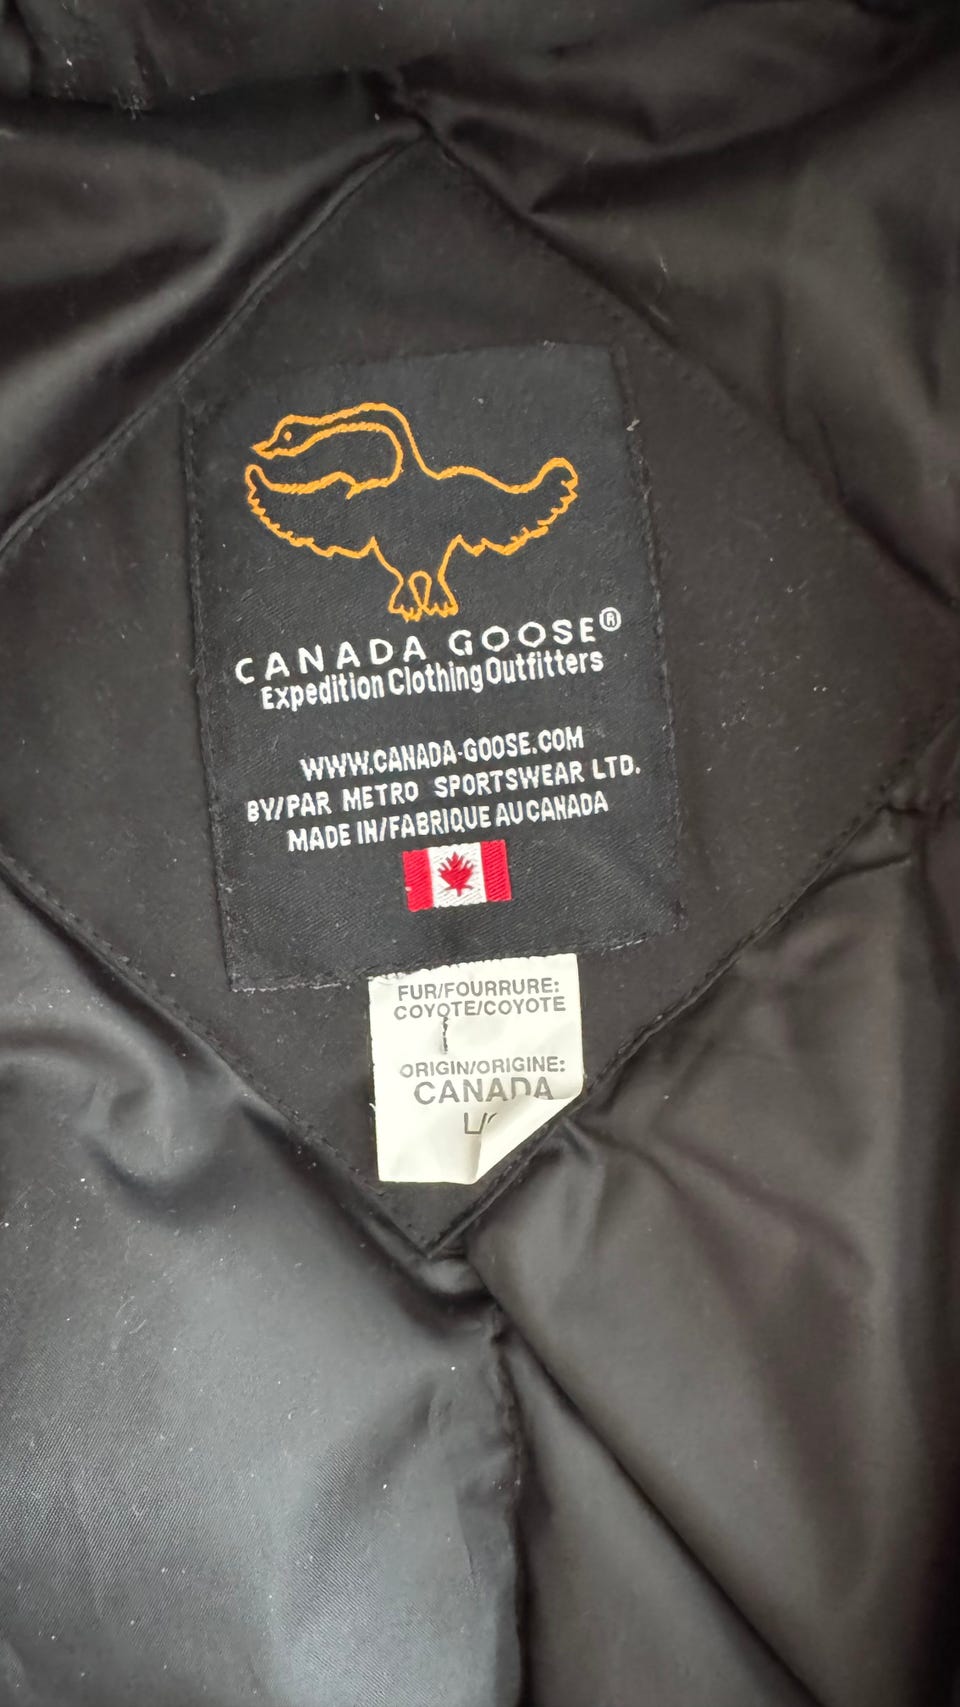 CANADA GOOSE®
Expedition Clothing Outfitters
WWW.CANADA-GOOSE.COM
BY/PAR METRO SPORTSWEAR LTD.
MADE IN/FABRIQUE AU CANADA
FUR/FOURRURE:
COYOTE/COYOTE
ORIGIN/ORIGINE:
CANADA